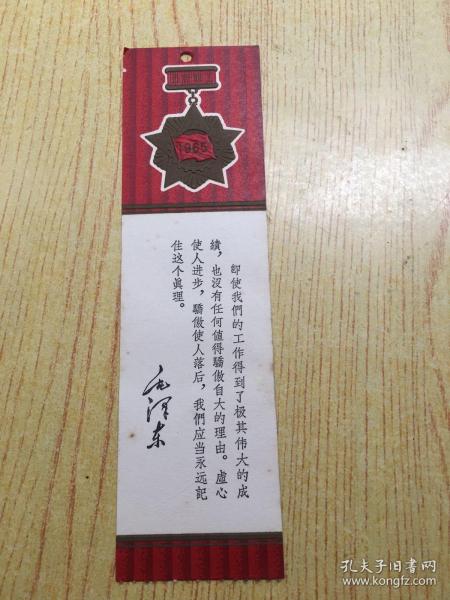 1965
即使我們的工作得到了极其伟大的成
績，也沒有任何值得驕傲自大的理由。虛心
使人进步，驕傲使人落后，我們应当永远記
住这个眞理。
毛泽东
孔夫子旧书网
www.kongfz.com